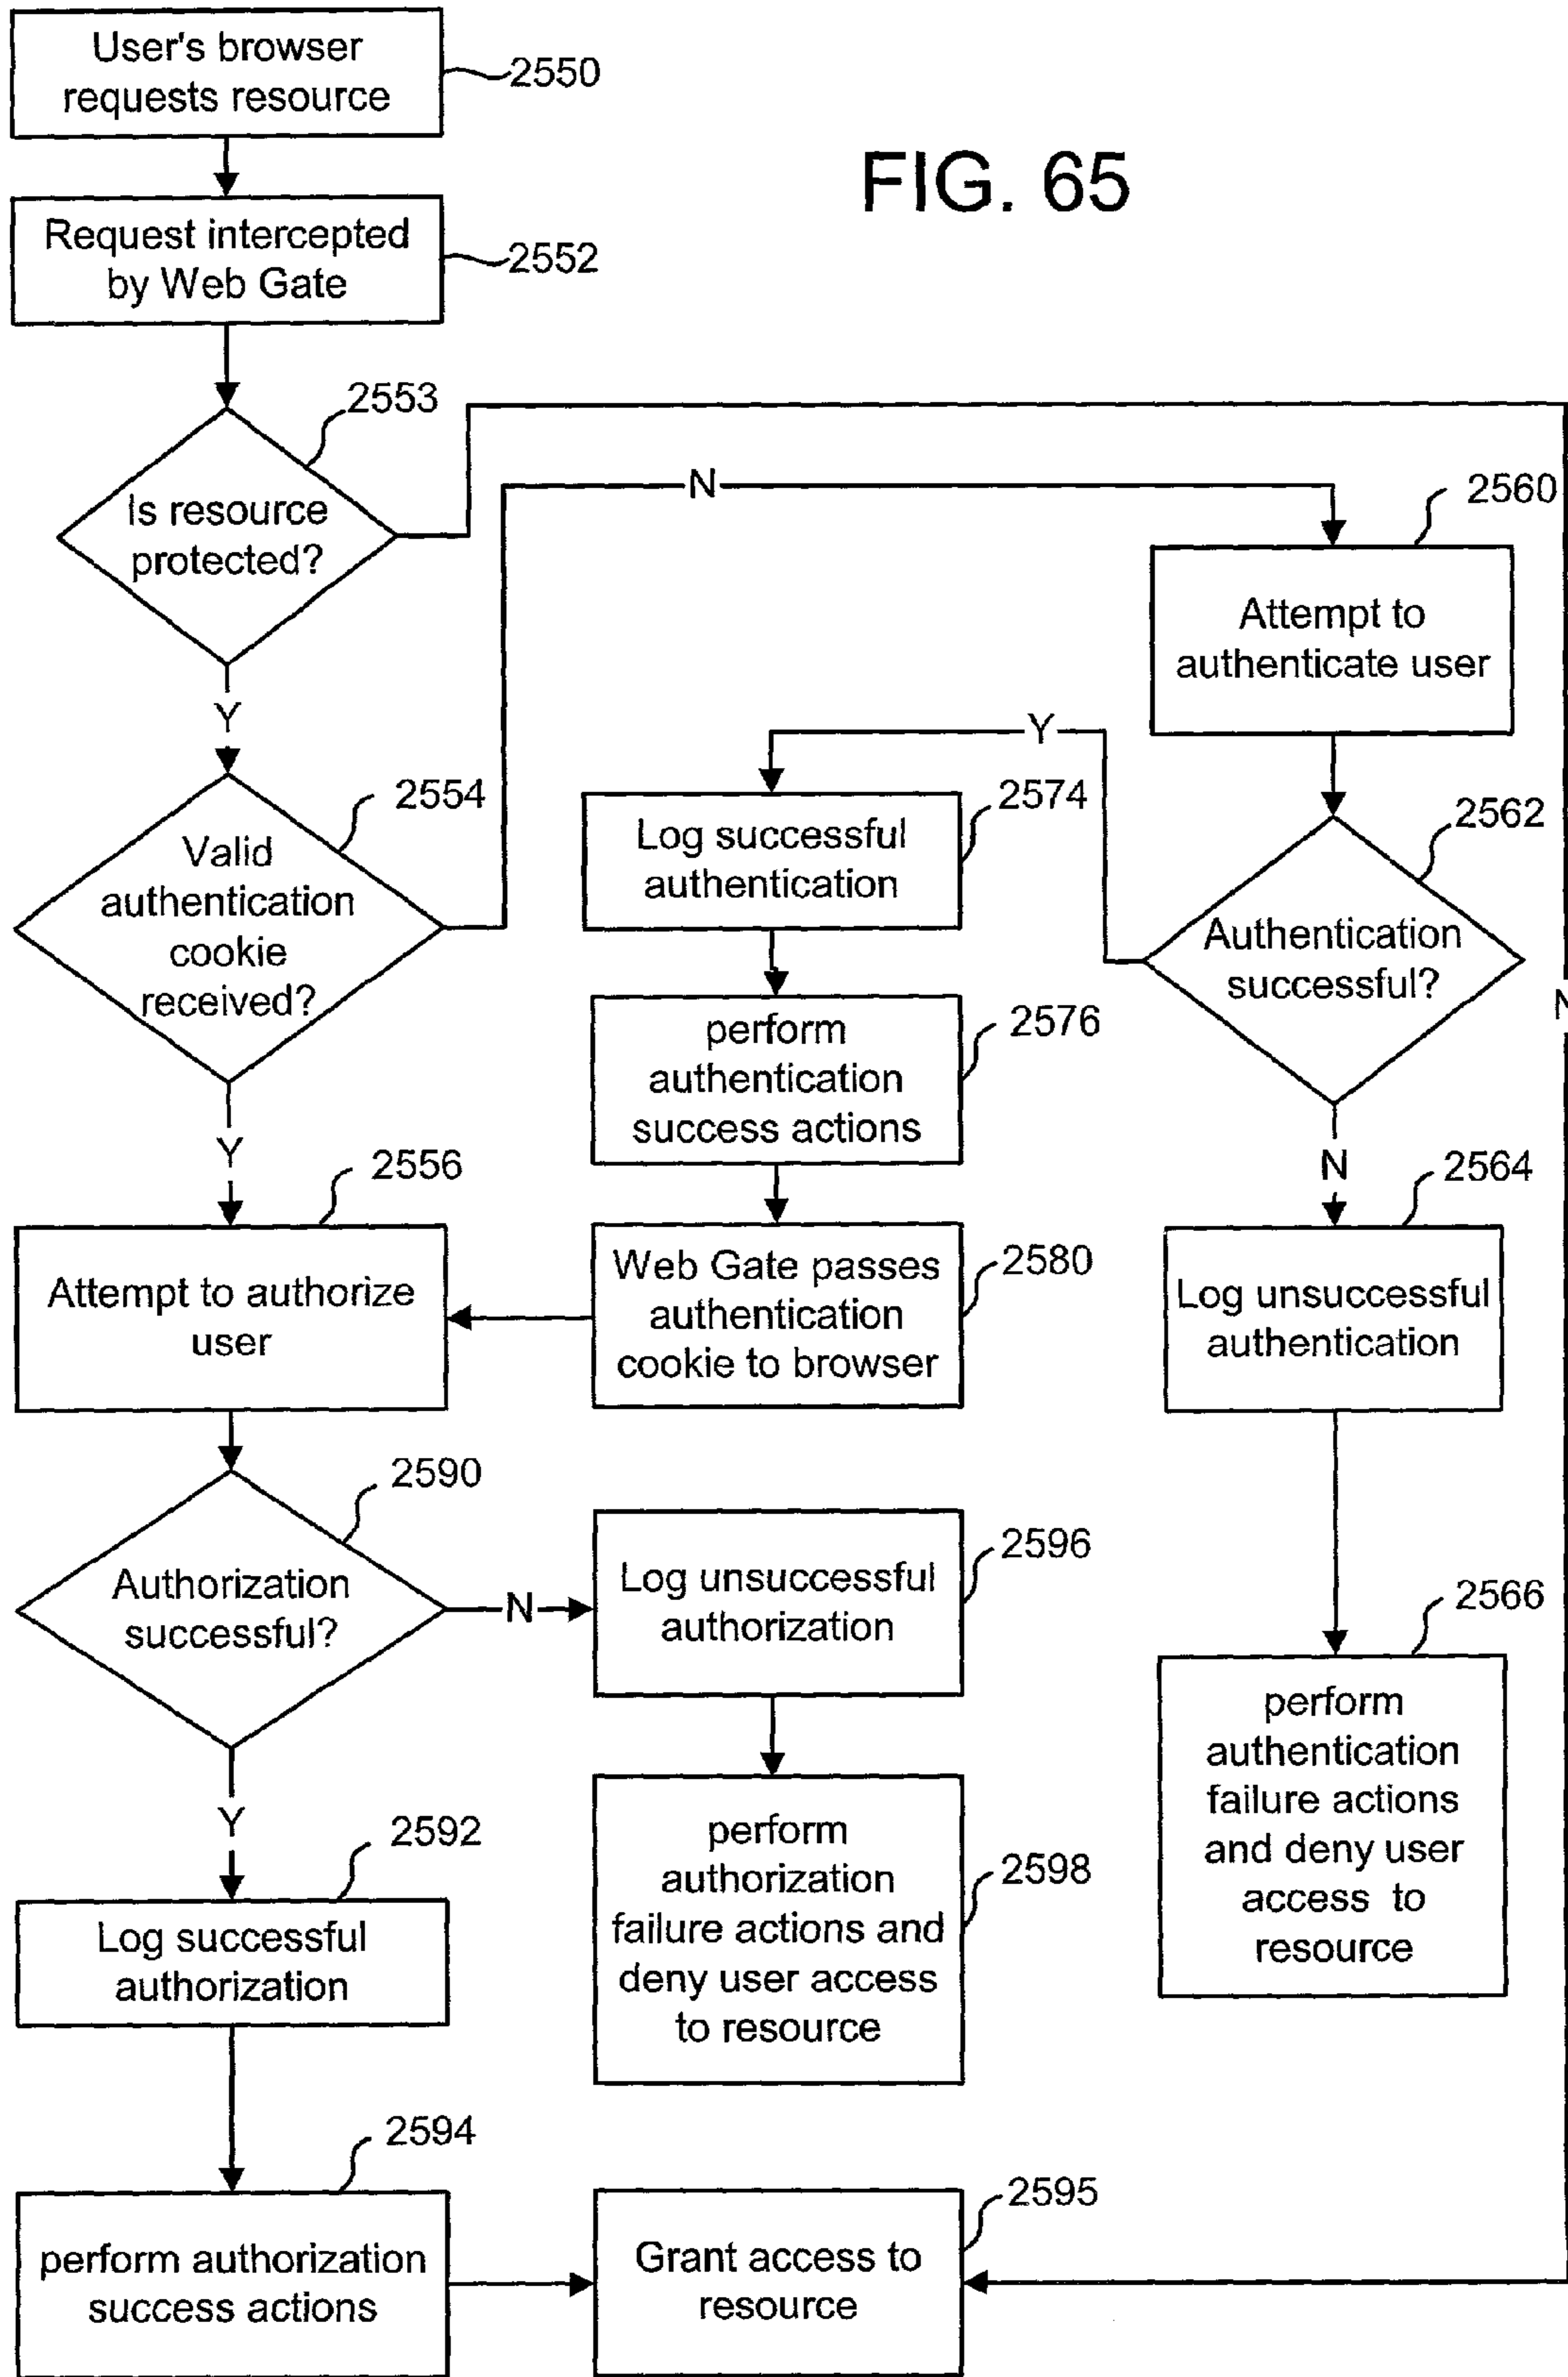 User's browser
requests resource
2550
FIG. 65
Request intercepted
by Web Gate
2552
2553
Is resource
protected?
N
2560
Attempt to
authenticate user
Y
Y
2554
Valid
authentication
cookie
received?
2574
Log successful
authentication
2562
Authentication
successful?
N
2576
perform
authentication
success actions
Y
2556
Attempt to authorize
user
2580
Web Gate passes
authentication
cookie to browser
N
2564
Log unsuccessful
authentication
2590
Authorization
successful?
N
2596
Log unsuccessful
authorization
2566
perform
authentication
failure actions
and deny user
access to
resource
Y
2592
Log successful
authorization
2598
perform
authorization
failure actions and
deny user access
to resource
2594
perform authorization
success actions
2595
Grant access to
resource